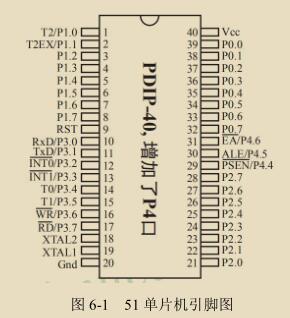 T2/P1.0 1 40 Vcc
T2EX/P1.1 2 39 P0.0
P1.2 3 38 P0.1
P1.3 4 37 P0.2
P1.4 5 36 P0.3
P1.5 6 35 P0.4
P1.6 7 34 P0.5
P1.7 8 33 P0.6
RST 9 32 P0.7
RxD/P3.0 10 31 EA/P4.6
TxD/P3.1 11 30 ALE/P4.5
INT0/P3.2 12 29 PSEN/P4.4
INT1/P3.3 13 28 P2.7
T0/P3.4 14 27 P2.6
T1/P3.5 15 26 P2.5
WR/P3.6 16 25 P2.4
RD/P3.7 17 24 P2.3
XTAL2 18 23 P2.2
XTAL1 19 22 P2.1
Gnd 20 21 P2.0
PDIP-40, 增加了P4口
图 6-1 51 单片机引脚图